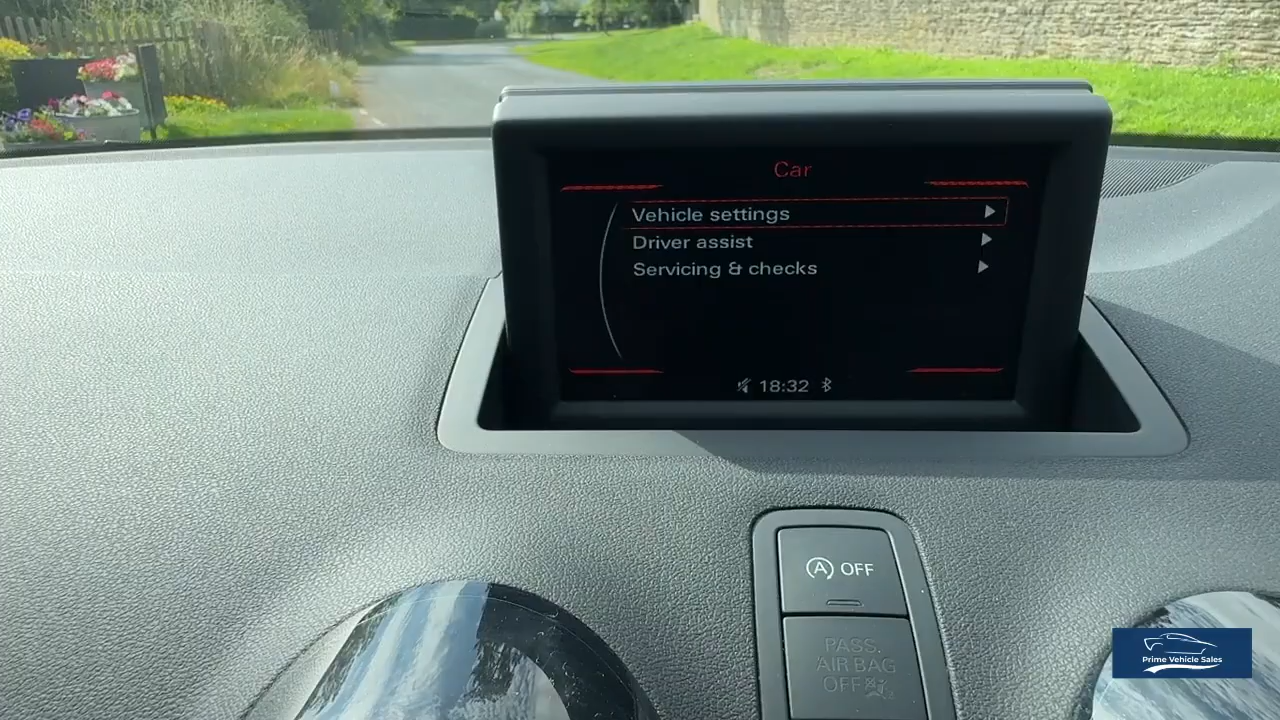 Car
Vehicle settings
Driver assist
Servicing & checks
18:32
A OFF
PASS.
AIR BAG
OFF
Prime Vehicle Sales